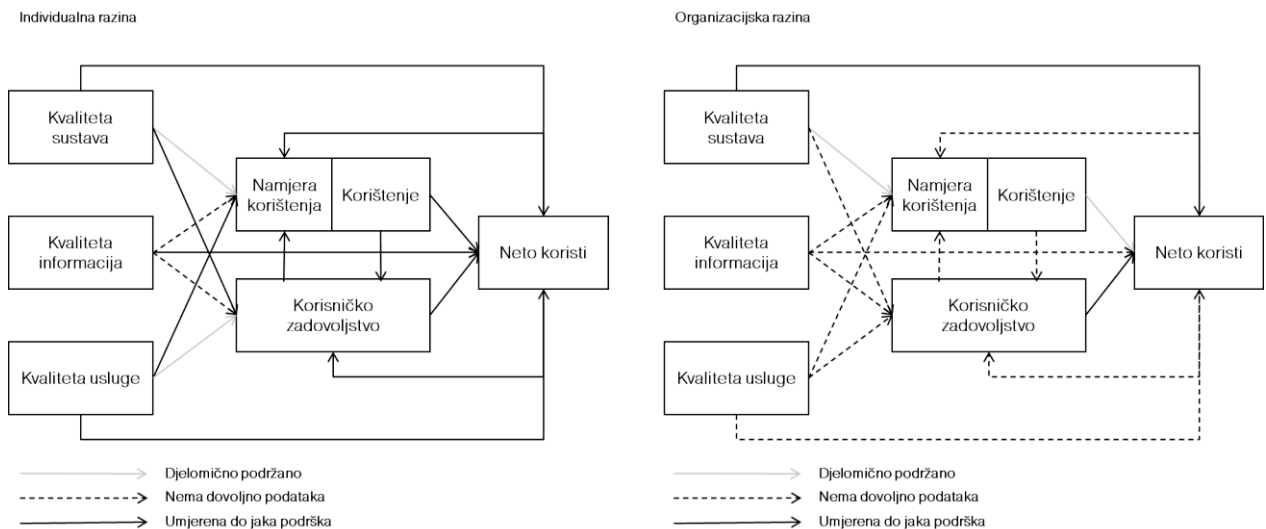 Individualna razina
Kvaliteta
sustava
Namjera
korištenja
Korištenje
Kvaliteta
informacija
Neto koristi
Korisničko
zadovoljstvo
Kvaliteta usluge
Djelomično podržano
Nema dovoljno podataka
Umjerena do jaka podrška
Organizacijska razina
Kvaliteta
sustava
Namjera
korištenja
Korištenje
Kvaliteta
informacija
Neto koristi
Korisničko
zadovoljstvo
Kvaliteta usluge
Djelomično podržano
Nema dovoljno podataka
Umjerena do jaka podrška